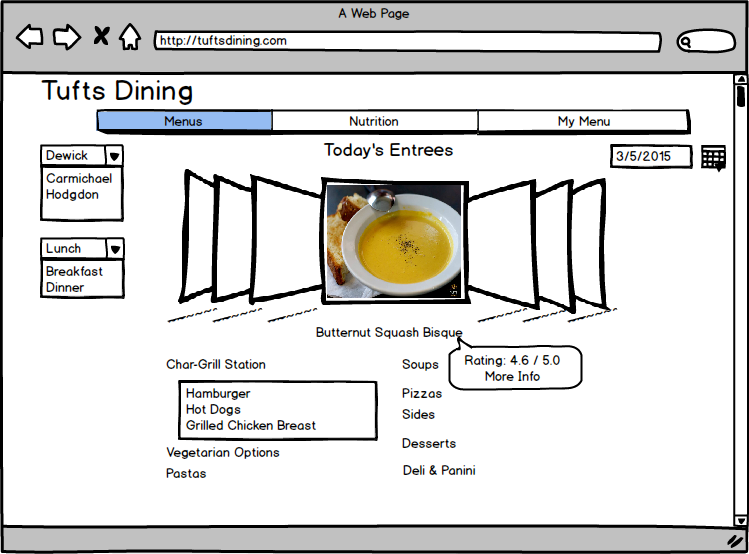 A Web Page
http://tuftsdining.com
Tufts Dining
Menus
Nutrition
My Menu
Dewick
Carmichael
Hodgdon
Today's Entrees
3/5/2015
Lunch
Breakfast
Dinner
Butternut Squash Bisque
Rating: 4.6 / 5.0
More Info
Char-Grill Station
Hamburger
Hot Dogs
Grilled Chicken Breast
Vegetarian Options
Pastas
Soups
Pizzas
Sides
Desserts
Deli & Panini